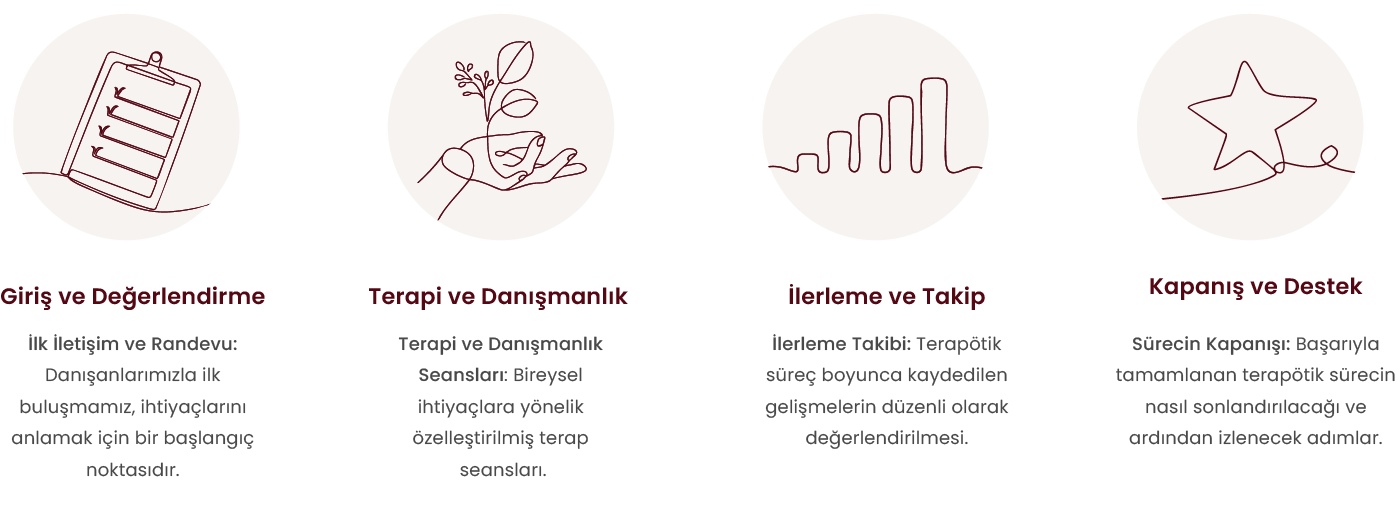 Giriş ve Değerlendirme
İlk İletişim ve Randevu:
Danışanlarımızla ilk
buluşmamız, ihtiyaçlarını
anlamak için bir başlangıç
noktasıdır.
Terapi ve Danışmanlık
Terapi ve Danışmanlık
Seansları: Bireysel
ihtiyaçlara yönelik
özelleştirilmiş terap
seansları.
İlerleme ve Takip
İlerleme Takibi: Terapötik
süreç boyunca kaydedilen
gelişmelerin düzenli olarak
değerlendirilmesi.
Kapanış ve Destek
Sürecin Kapanışı: Başarıyla
tamamlanan terapötik sürecin
nasıl sonlandırılacağı ve
ardından izlenecek adımlar.